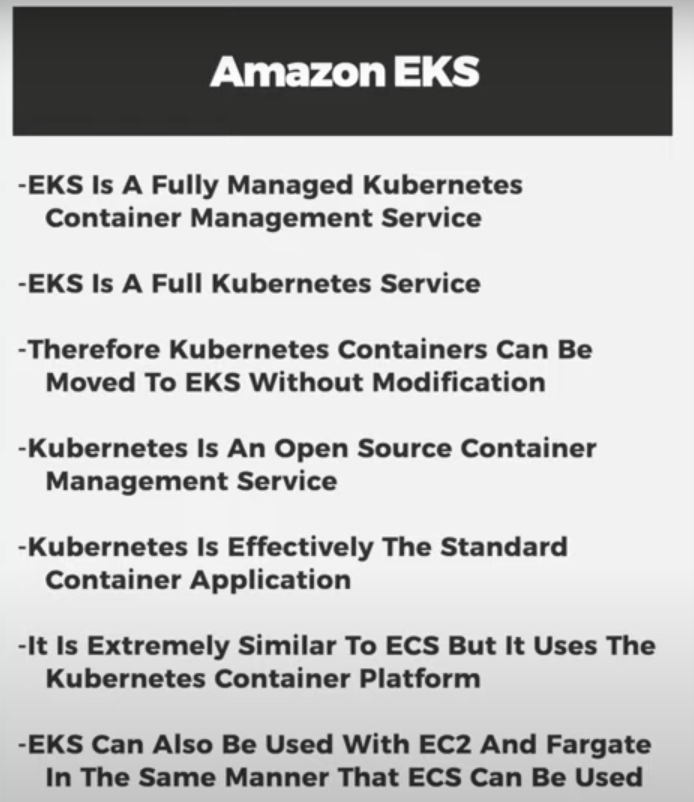 Amazon EKS
-EKS Is A Fully Managed Kubernetes
Container Management Service
-EKS Is A Full Kubernetes Service
-Therefore Kubernetes Containers Can Be
Moved To EKS Without Modification
-Kubernetes Is An Open Source Container
Management Service
-Kubernetes Is Effectively The Standard
Container Application
-It Is Extremely Similar To ECS But It Uses The
Kubernetes Container Platform
-EKS Can Also Be Used With EC2 And Fargate
In The Same Manner That ECS Can Be Used